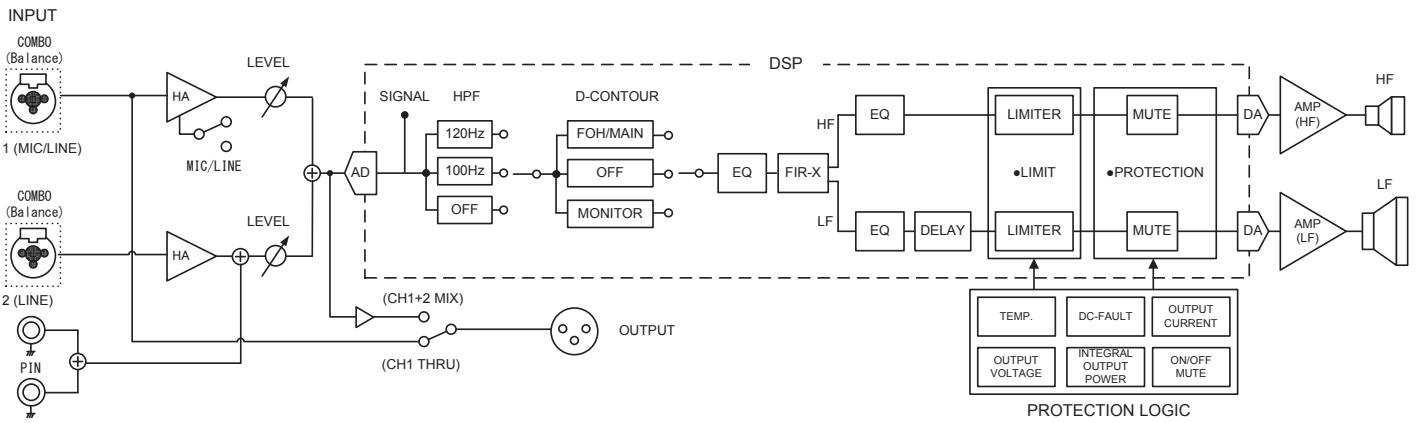 INPUT
COMBO
(Balance)
1 (MIC/LINE)
HA
MIC/LINE
LEVEL
COMBO
(Balance)
2 (LINE)
HA
LEVEL
PIN
DSP
AD
SIGNAL
HPF
120Hz
100Hz
OFF
D-CONTOUR
FOH/MAIN
OFF
MONITOR
EQ
FIR-X
HF
LF
EQ
EQ
DELAY
LIMITER
●LIMIT
LIMITER
MUTE
●PROTECTION
MUTE
DA
DA
AMP
(HF)
HF
AMP
(LF)
LF
(CH1+2 MIX)
(CH1 THRU)
OUTPUT
TEMP.
DC-FAULT
OUTPUT
CURRENT
OUTPUT
VOLTAGE
INTEGRAL
OUTPUT
POWER
ON/OFF
MUTE
PROTECTION LOGIC